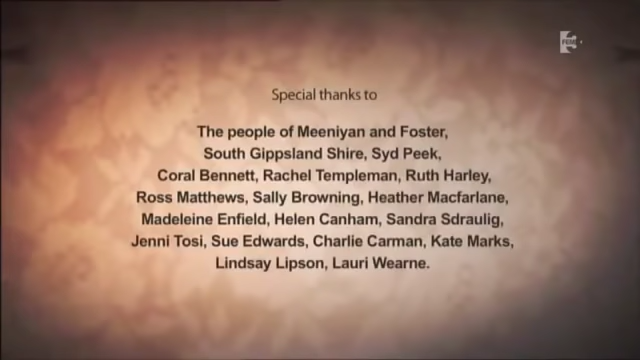 Special thanks to
The people of Meeniyan and Foster,
South Gippsland Shire, Syd Peek,
Coral Bennett, Rachel Templeman, Ruth Harley,
Ross Matthews, Sally Browning, Heather Macfarlane,
Madeleine Enfield, Helen Canham, Sandra Sdraulig,
Jenni Tosi, Sue Edwards, Charlie Carman, Kate Marks,
Lindsay Lipson, Lauri Wearne.